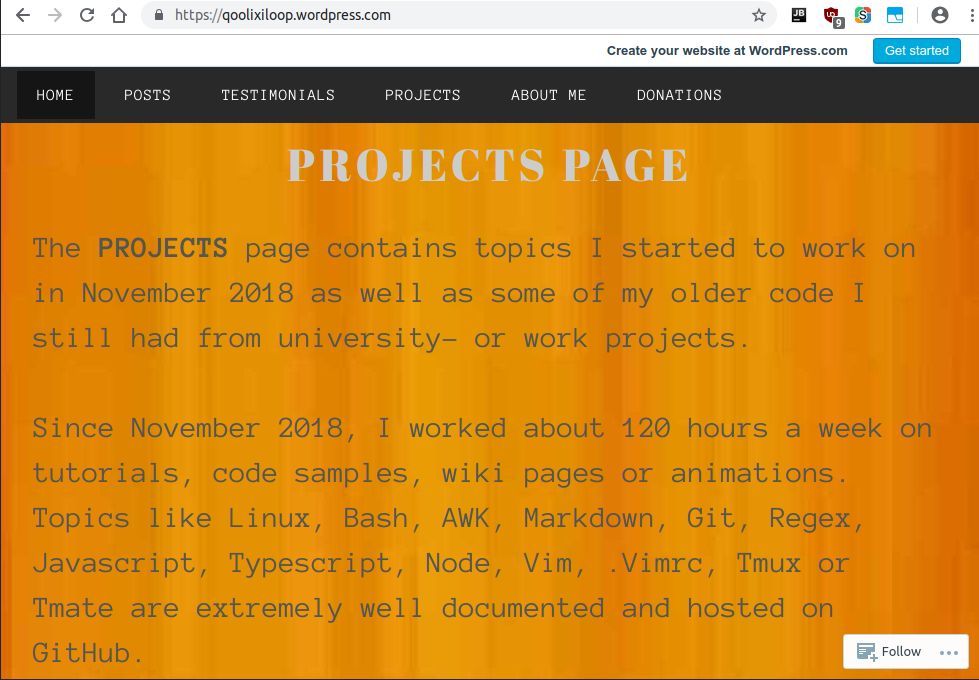 https://qoolixiloop.wordpress.com
JB
9
S
Create your website at WordPress.com Get started
HOME POSTS TESTIMONIALS PROJECTS ABOUT ME DONATIONS
PROJECTS PAGE
The PROJECTS page contains topics I started to work on
in November 2018 as well as some of my older code I
still had from university- or work projects.
Since November 2018, I worked about 120 hours a week on
tutorials, code samples, wiki pages or animations.
Topics like Linux, Bash, AWK, Markdown, Git, Regex,
Javascript, Typescript, Node, Vim, .Vimrc, Tmux or
Tmate are extremely well documented and hosted on
GitHub.
Follow